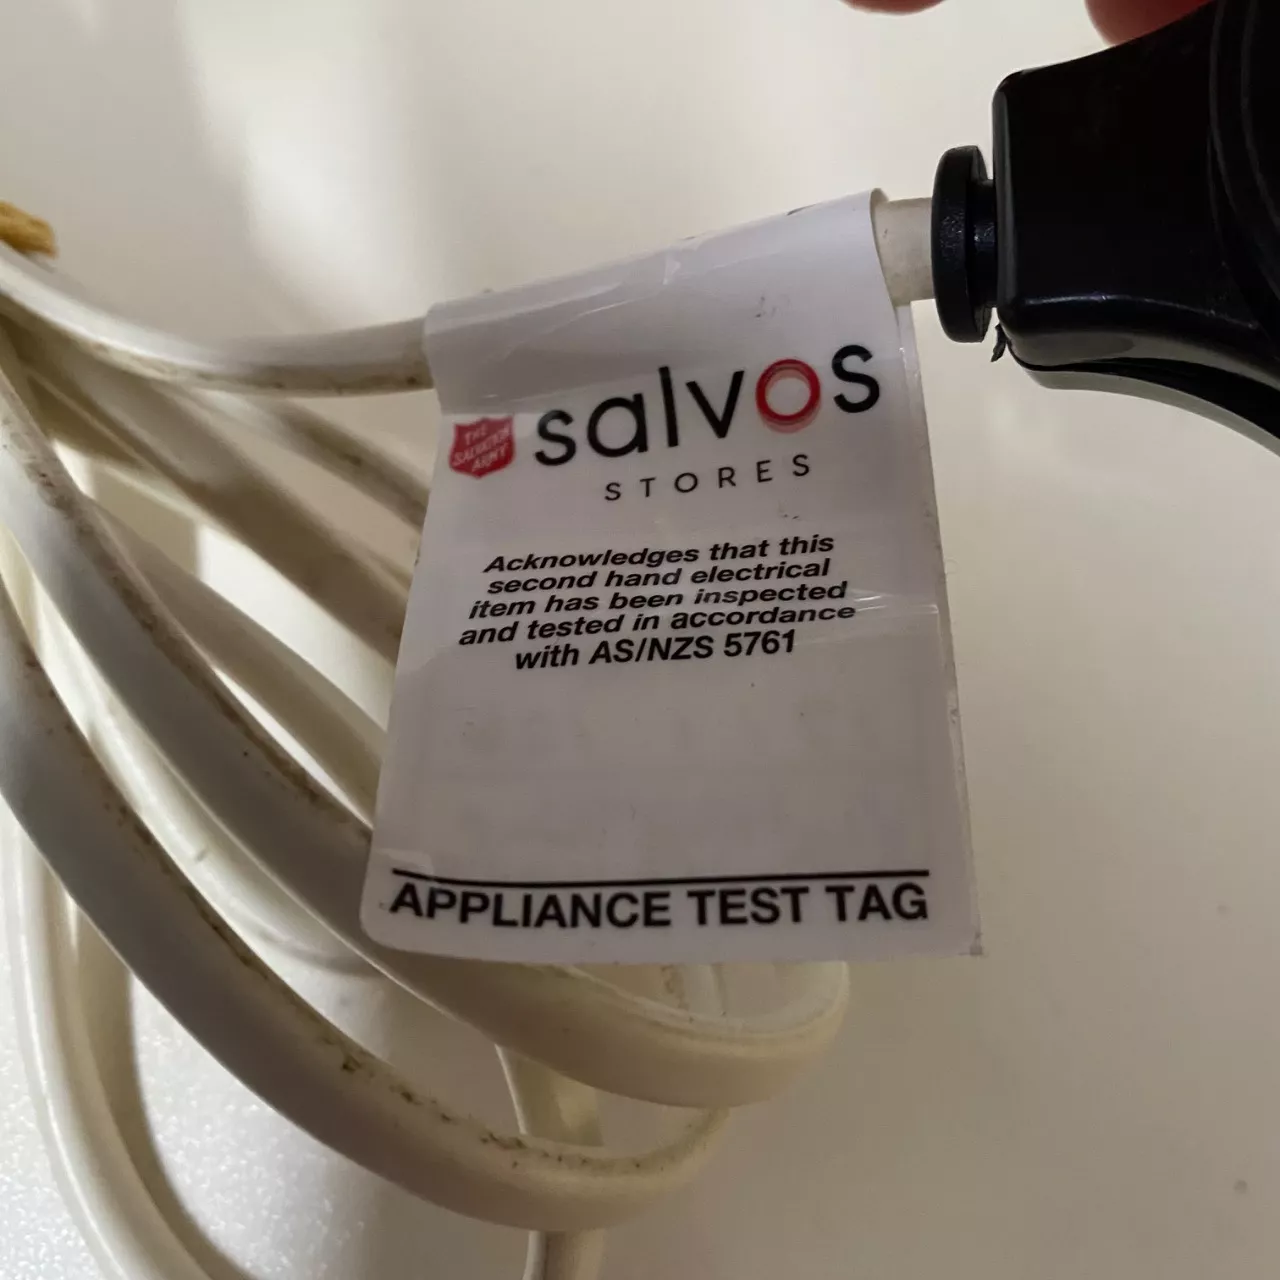 THE
SALVATION
ARMY
salvos
STORES
Acknowledges that this
second hand electrical
item has been inspected
and tested in accordance
with AS/NZS 5761
APPLIANCE TEST TAG